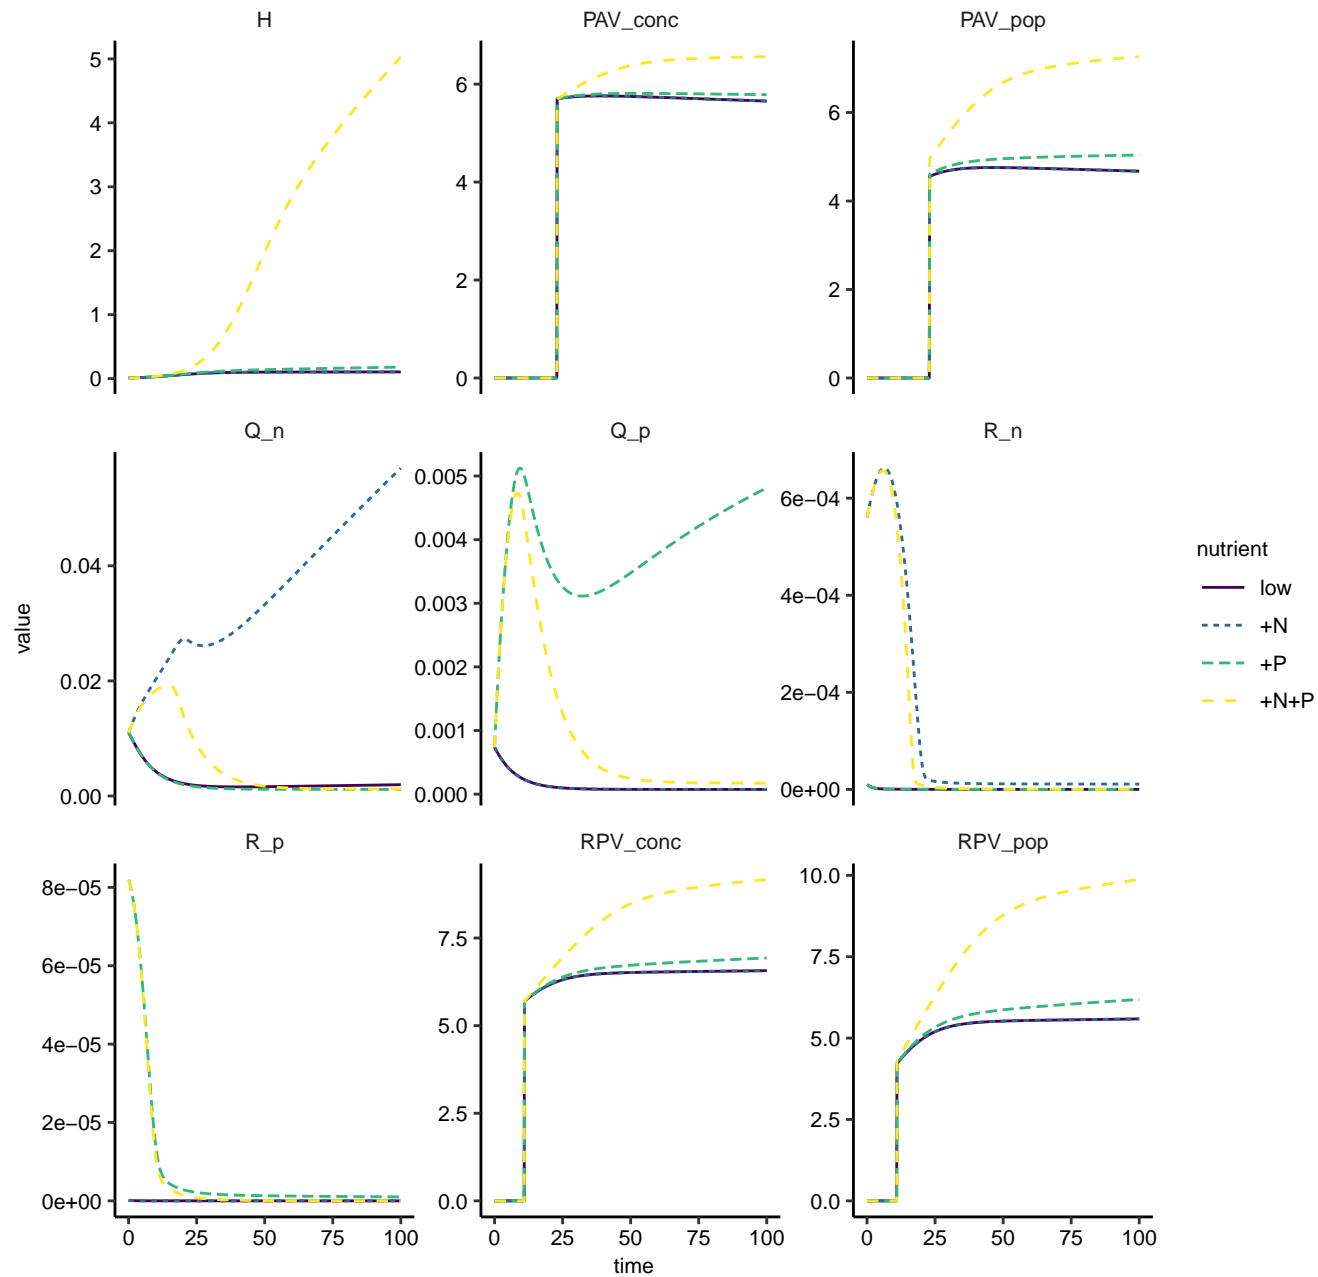 H
PAV_conc
PAV_pop
5
4
3
2
1
0
6
4
2
0
6
4
2
0
Q_n
Q_p
R_n
0.04
0.02
0.00
0.005
0.004
0.003
0.002
0.001
0.000
6e−04
4e−04
2e−04
0e+00
R_p
RPV_conc
RPV_pop
8e−05
6e−05
4e−05
2e−05
0e+00
7.5
5.0
2.5
0.0
10.0
7.5
5.0
2.5
0.0
0 25 50 75 100
0 25 50 75 100
0 25 50 75 100
time
value
nutrient
low
+N
+P
+N+P